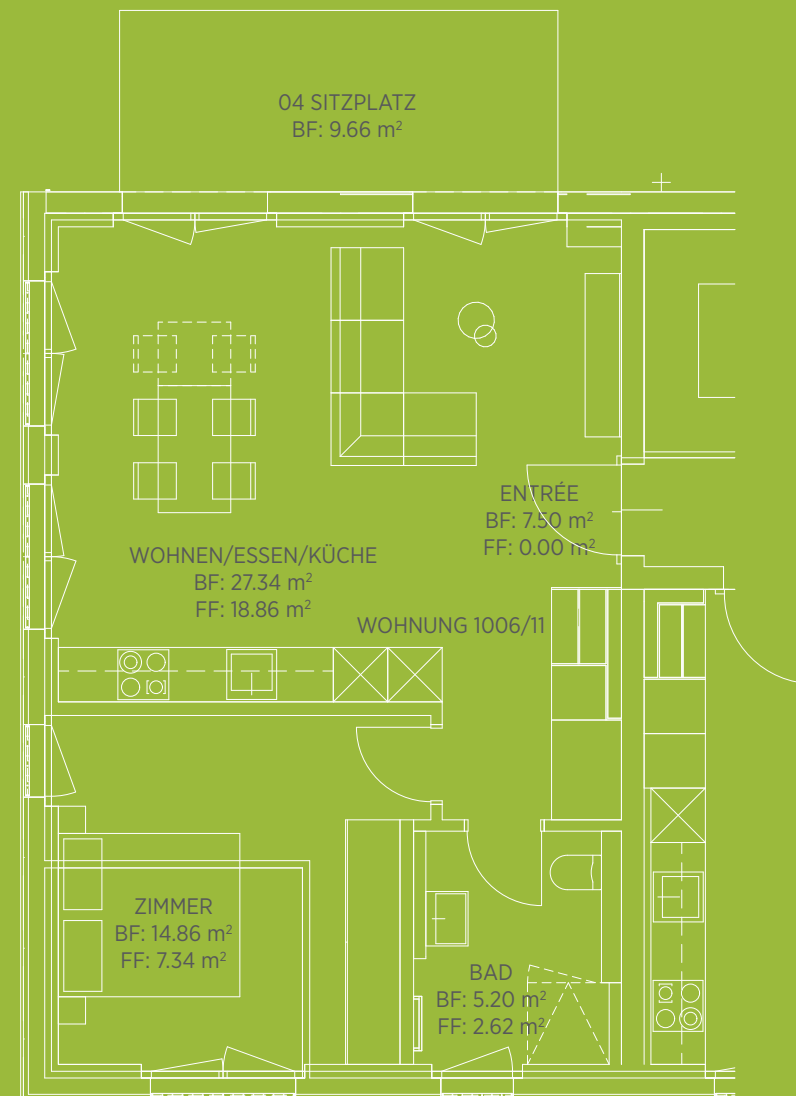 04 SITZPLATZ
BF: 9.66 m²
ENTRÉE
BF: 7.50 m²
FF: 0.00 m²
WOHNEN/ESSEN/KÜCHE
BF: 27.34 m²
FF: 18.86 m²
WOHNUNG 1006/11
ZIMMER
BF: 14.86 m²
FF: 7.34 m²
BAD
BF: 5.20 m²
FF: 2.62 m²